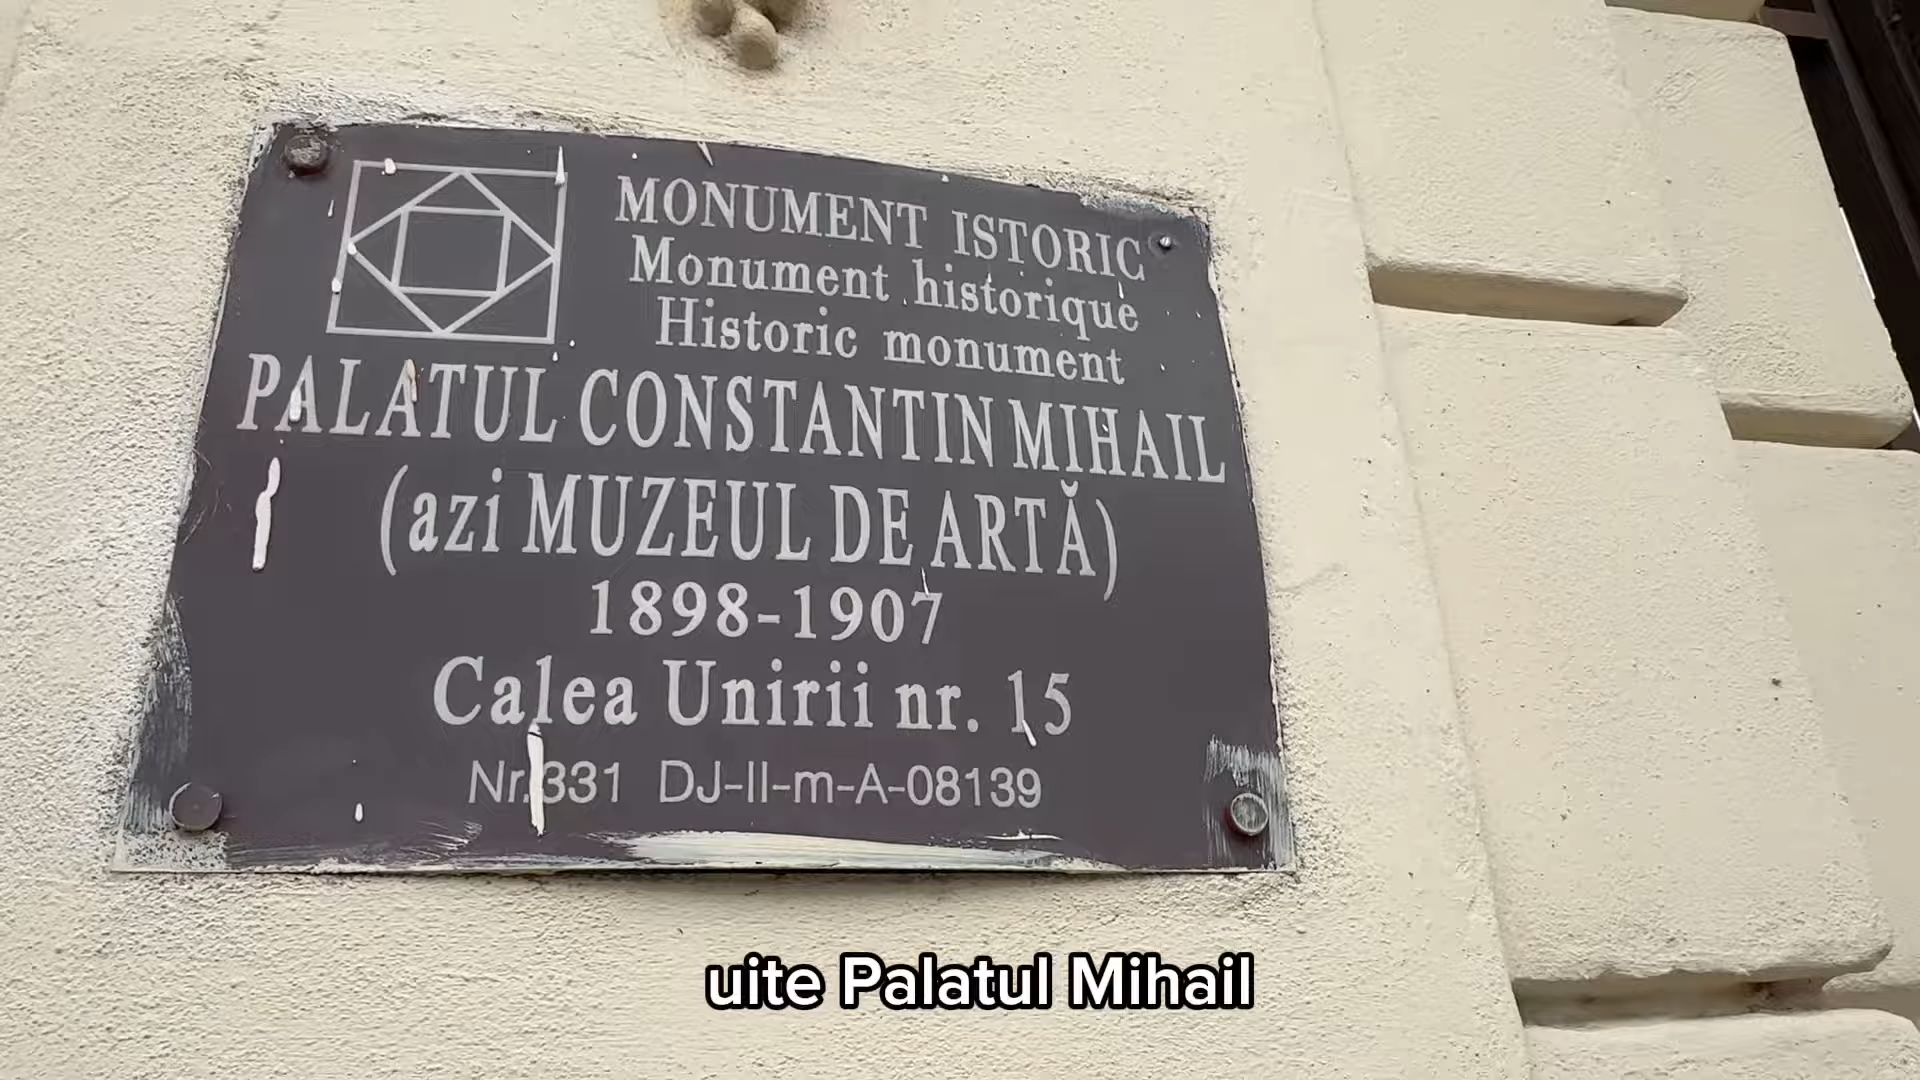 MONUMENT ISTORIC
Monument historique
Historic monument
PALATUL CONSTANTIN MIHAIL
(azi MUZEUL DE ARTĂ)
1898-1907
Calea Unirii nr. 15
Nr.331 DJ-II-m-A-08139
uite Palatul Mihail